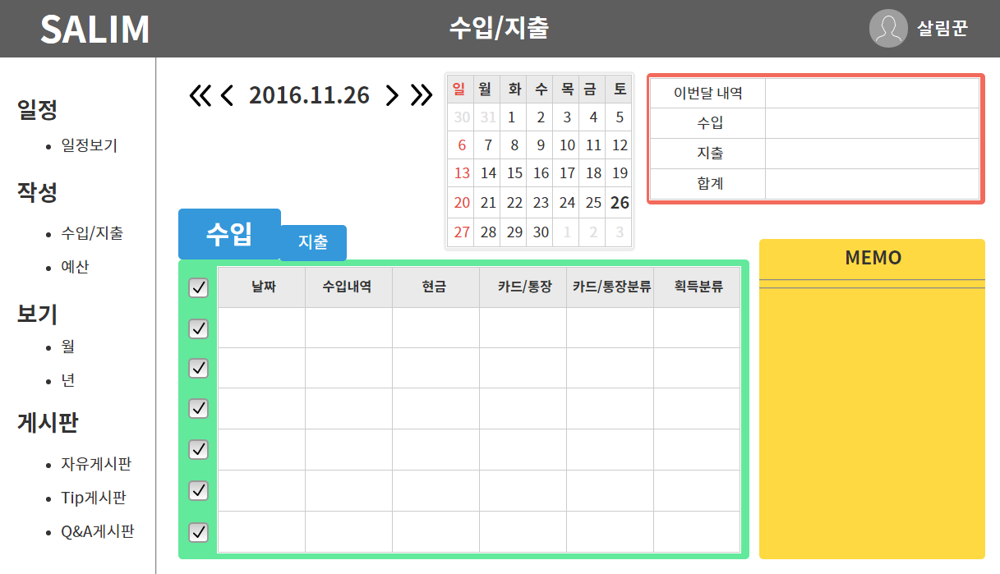 SALIM
수입/지출
살림꾼
일정
일정보기
작성
수입/지출
예산
보기
월
년
게시판
자유게시판
Tip게시판
Q&A게시판
2016.11.26
일 월 화 수 목 금 토
30 31 1 2 3 4 5
6 7 8 9 10 11 12
13 14 15 16 17 18 19
20 21 22 23 24 25 26
27 28 29 30 1 2 3
이번달 내역
수입
지출
합계
수입
지출
날짜 수입내역 현금 카드/통장 카드/통장분류 획득분류
MEMO